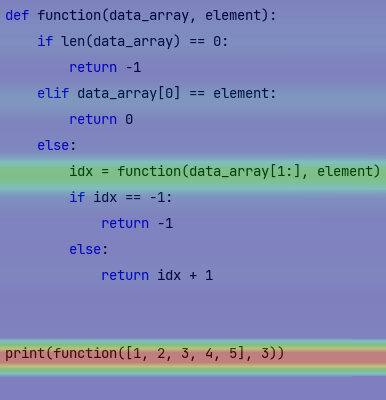 def function(data_array, element):
    if len(data_array) == 0:
        return -1
    elif data_array[0] == element:
        return 0
    else:
        idx = function(data_array[1:], element)
        if idx == -1:
            return -1
        else:
            return idx + 1
print(function([1, 2, 3, 4, 5], 3))